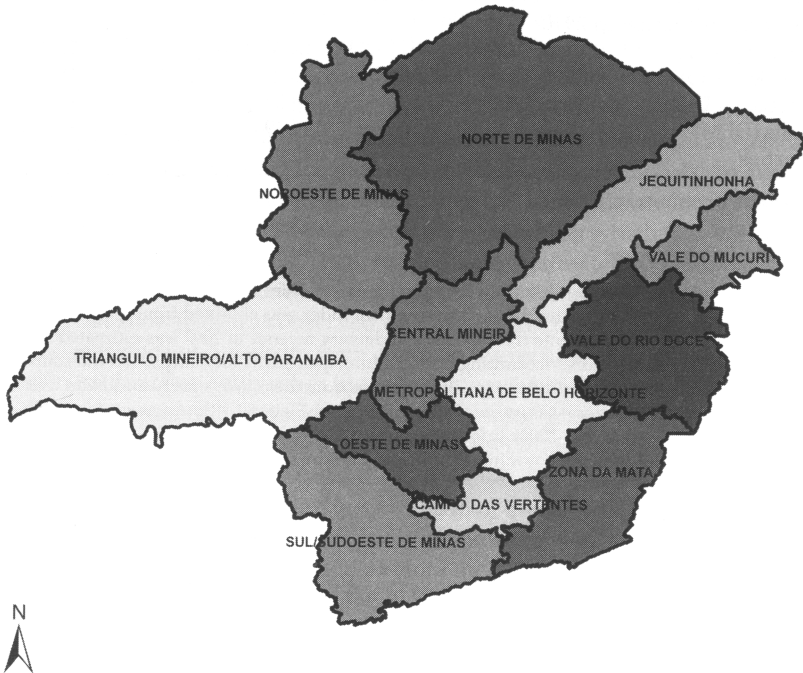 NORTE DE MINAS
JEQUITINHONHA
NOROESTE DE MINAS
VALE DO MUCURI
CENTRAL MINEIRA
VALE DO RIO DOCE
TRIANGULO MINEIRO/ALTO PARANAIBA
METROPOLITANA DE BELO HORIZONTE
OESTE DE MINAS
ZONA DA MATA
CAMPO DAS VERTENTES
SUL/SUDOESTE DE MINAS
N